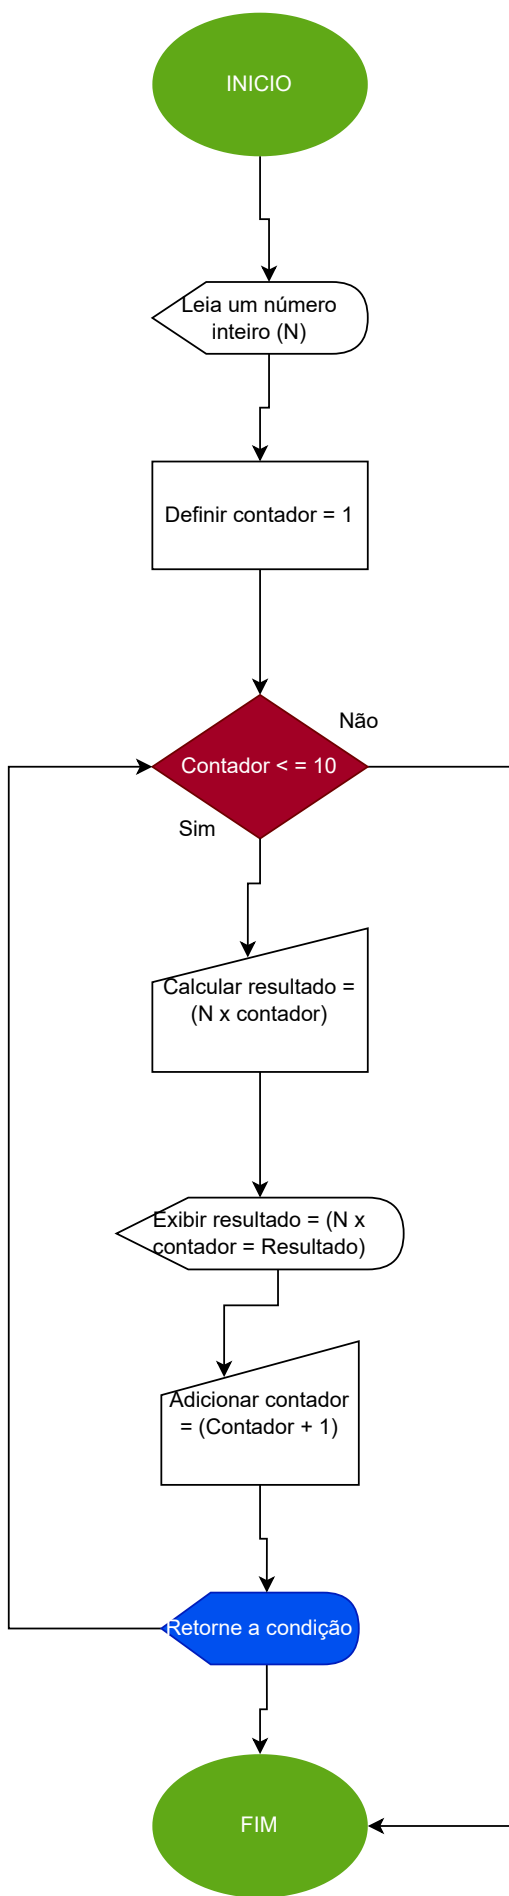 INICIO
Leia um número
inteiro (N)
Definir contador = 1
Não
Contador < = 10
Sim
Calcular resultado =
(N x contador)
Exibir resultado = (N x
contador = Resultado)
Adicionar contador
= (Contador + 1)
Retorne a condição
FIM